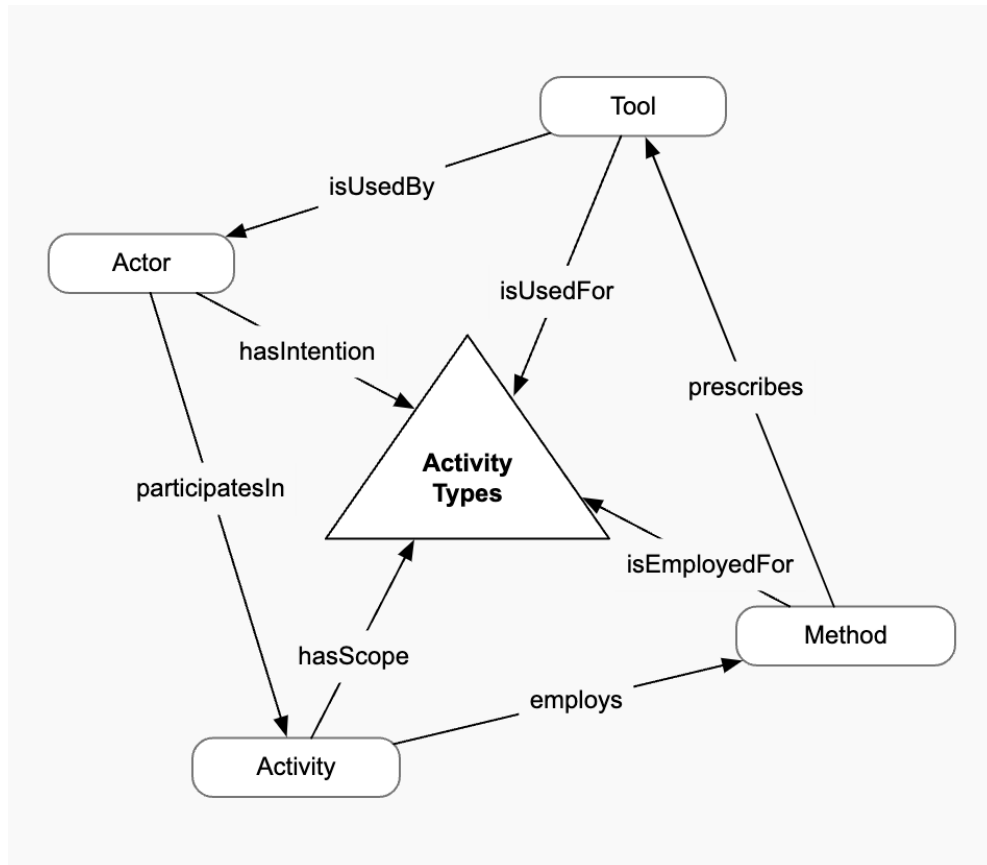 Tool
isUsedBy
Actor
isUsedFor
hasIntention
prescribes
Activity
Types
participatesIn
isEmployedFor
Method
hasScope
employs
Activity